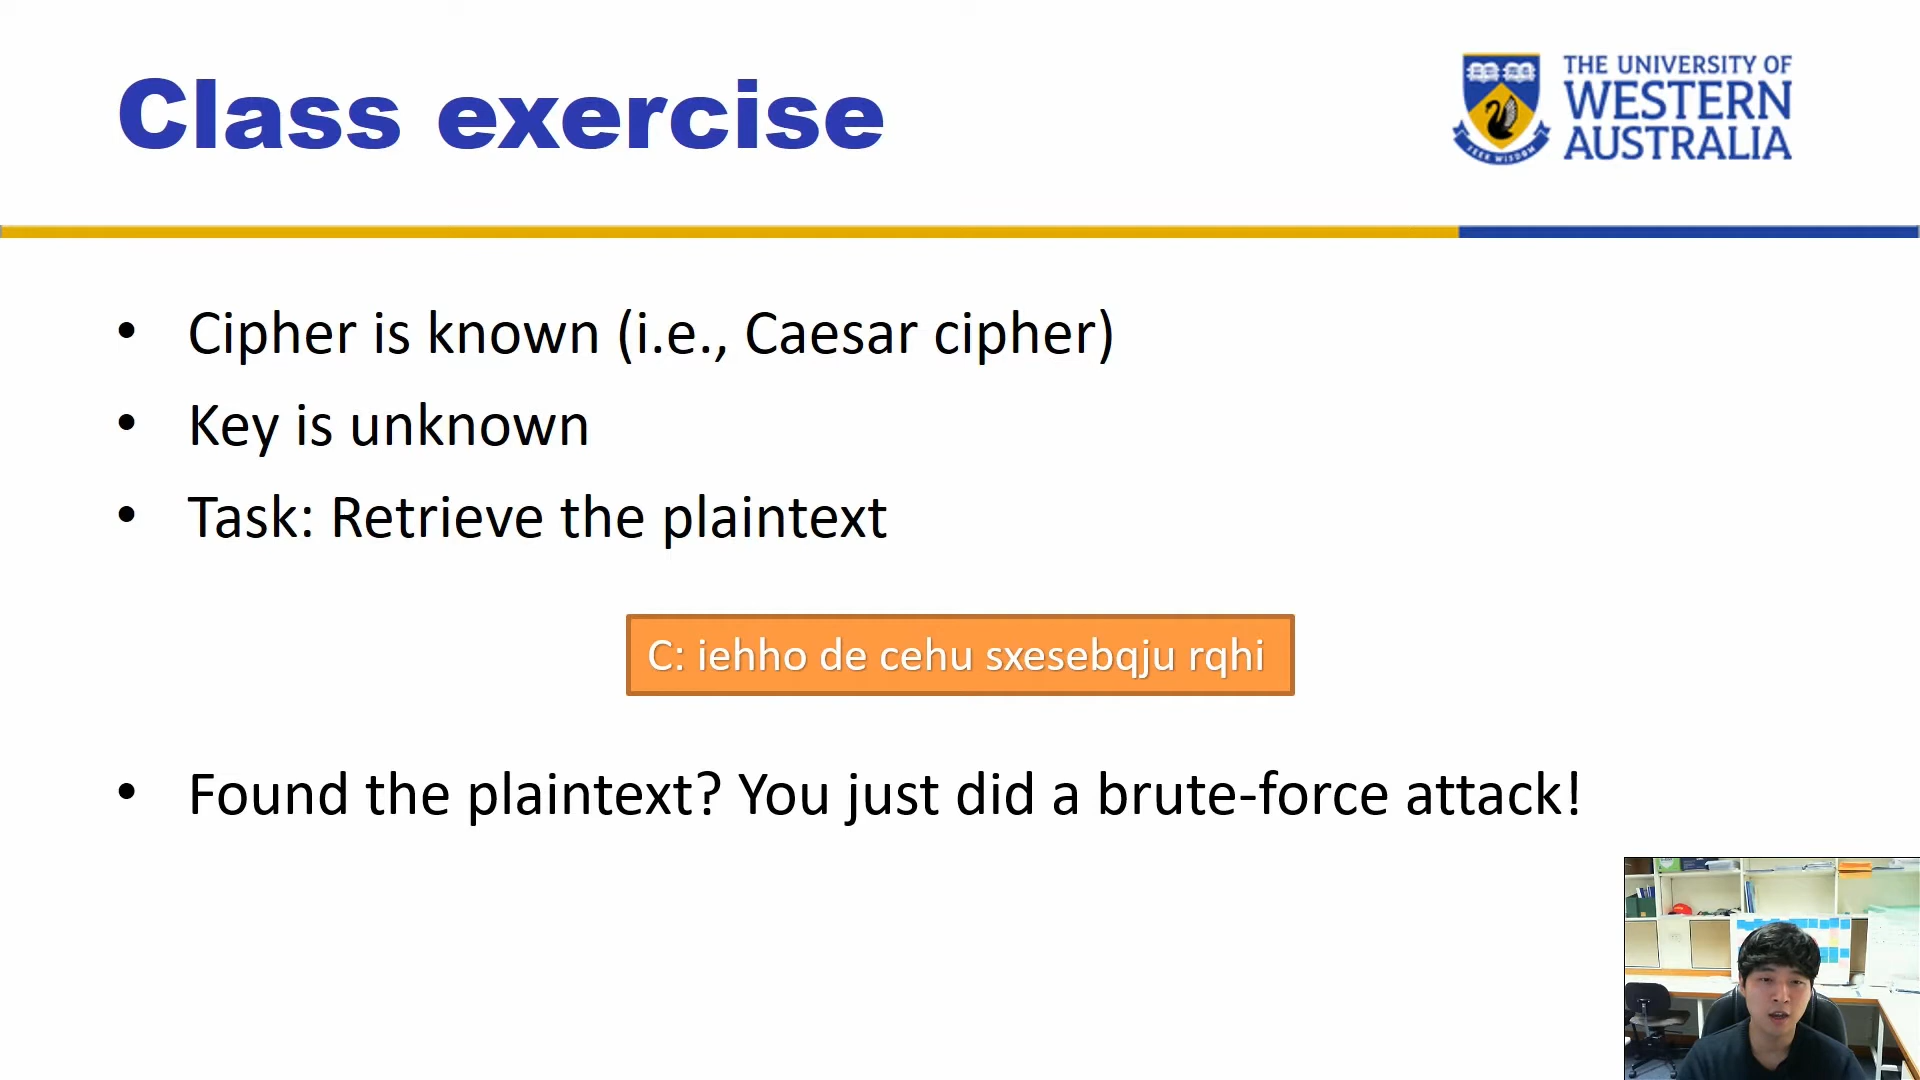 Class exercise
THE UNIVERSITY OF
WESTERN
AUSTRALIA
SEEK WISDOM
• Cipher is known (i.e., Caesar cipher)
• Key is unknown
• Task: Retrieve the plaintext
C: iehho de cehu sxesebqju rqhi
• Found the plaintext? You just did a brute-force attack!